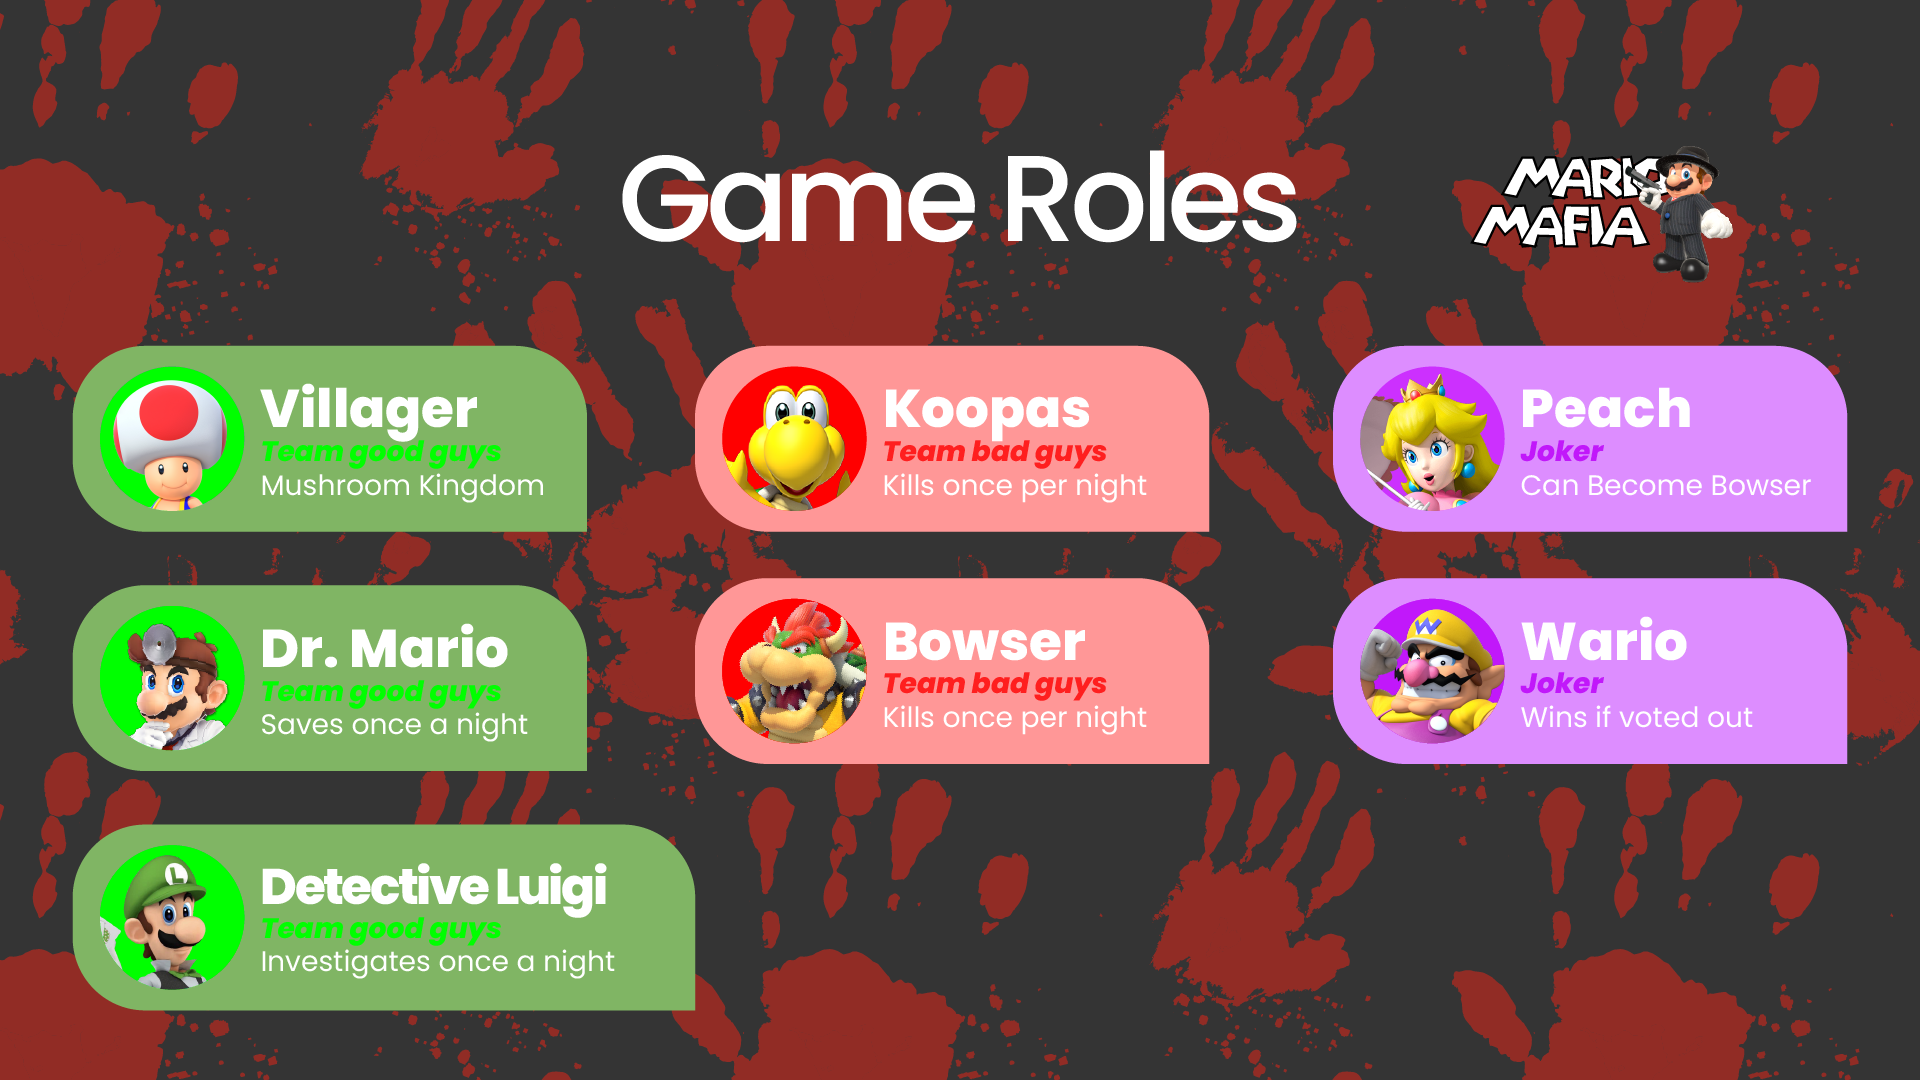 Game Roles
MARIO
MAFIA
Villager
Team good guys
Mushroom Kingdom
Koopas
Team bad guys
Kills once per night
Peach
Joker
Can Become Bowser
Dr. Mario
Team good guys
Saves once a night
Bowser
Team bad guys
Kills once per night
Wario
Joker
Wins if voted out
Detective Luigi
Team good guys
Investigates once a night